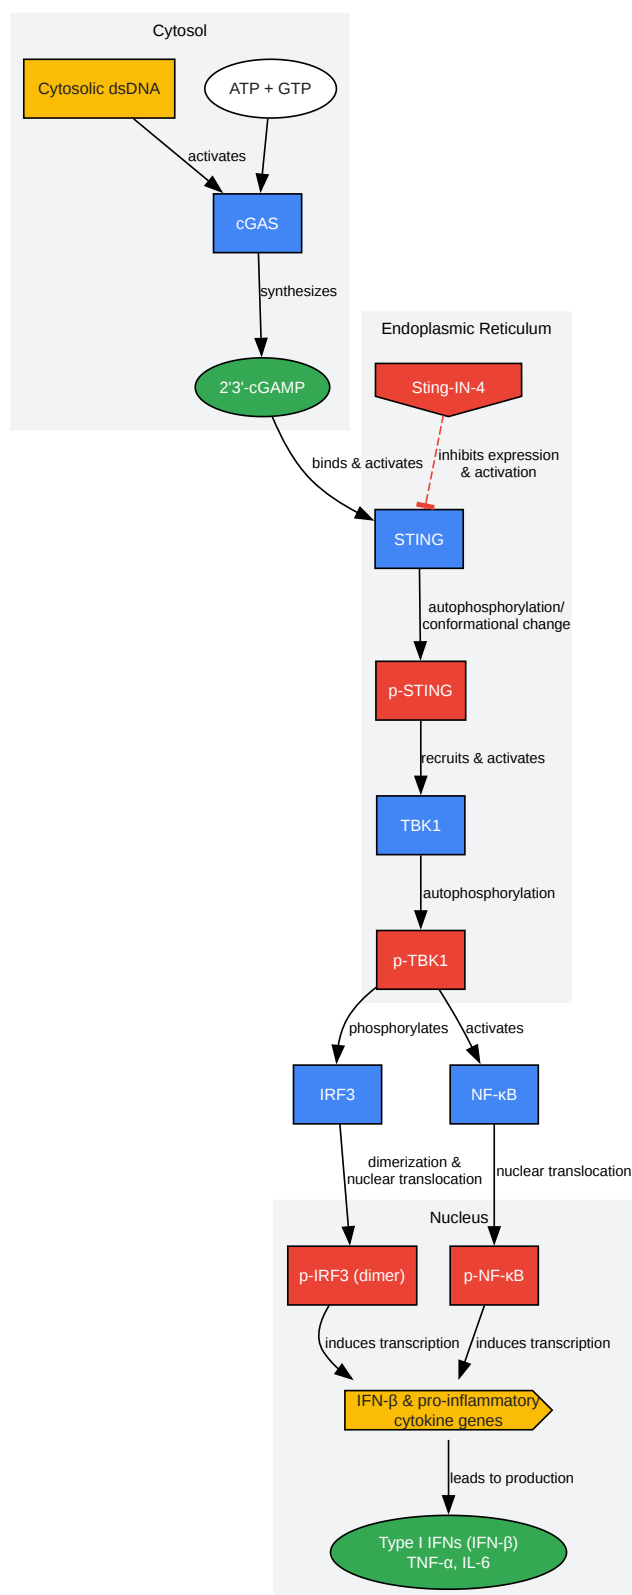 Cytosol
Cytosolic dsDNA
ATP + GTP
activates
cGAS
synthesizes
2'3'-cGAMP
Endoplasmic Reticulum
Sting-IN-4
inhibits expression
& activation
binds & activates
STING
autophosphorylation/
conformational change
p-STING
recruits & activates
TBK1
autophosphorylation
p-TBK1
phosphorylates
activates
IRF3
NF-κB
dimerization &
nuclear translocation
nuclear translocation
Nucleus
p-IRF3 (dimer)
p-NF-κB
induces transcription
induces transcription
IFN-β & pro-inflammatory
cytokine genes
leads to production
Type I IFNs (IFN-β)
TNF-α, IL-6